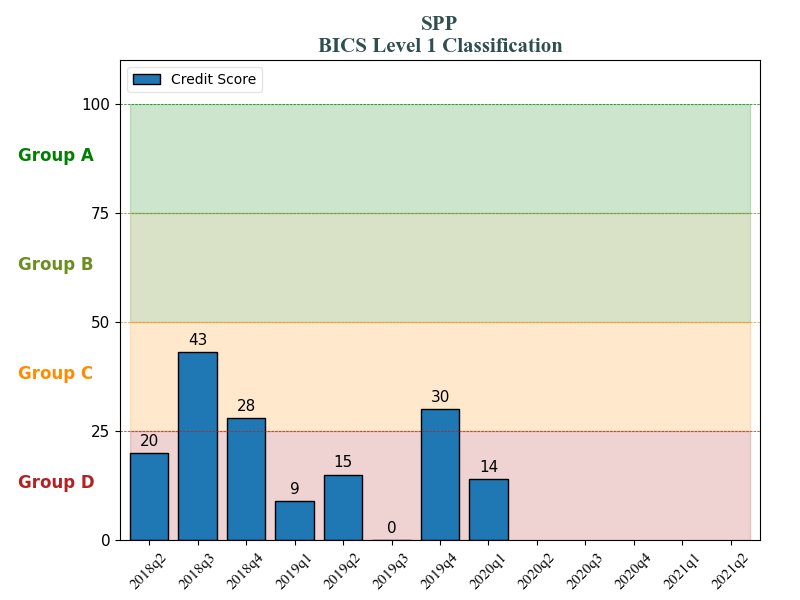 SPP
BICS Level 1 Classification
Credit Score
100
Group A
75
Group B
50
43
Group C
30
28
25
20
15
14
9
Group D
0
0
2018q2 2018q3 2018q4 2019q1 2019q2 2019q3 2019q4 2020q1 2020q2 2020q3 2020q4 2021q1 2021q2